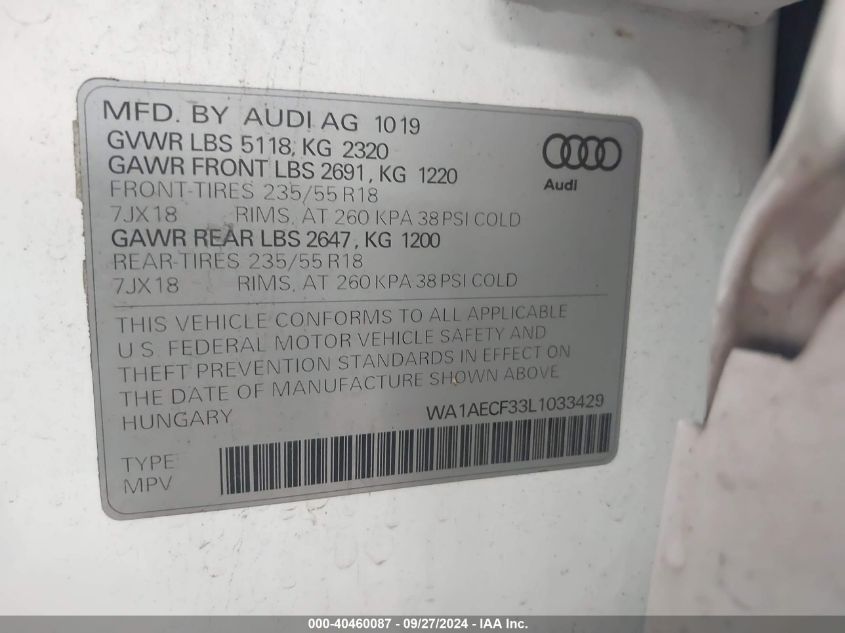 MFD. BY AUDI AG 1019
GVWR LBS 5118, KG 2320
GAWR FRONT LBS 2691, KG 1220
FRONT-TIRES 235/55 R18
7JX18 RIMS, AT 260 KPA 38 PSI COLD
GAWR REAR LBS 2647, KG 1200
REAR-TIRES 235/55 R18
7JX18 RIMS, AT 260 KPA 38 PSI COLD
Audi
THIS VEHICLE CONFORMS TO ALL APPLICABLE
U.S. FEDERAL MOTOR VEHICLE SAFETY AND
THEFT PREVENTION STANDARDS IN EFFECT ON
THE DATE OF MANUFACTURE SHOWN ABOVE
HUNGARY WA1AECF33L1033429
TYPE
MPV
000-40460087 - 09/27/2024 - IAA Inc.